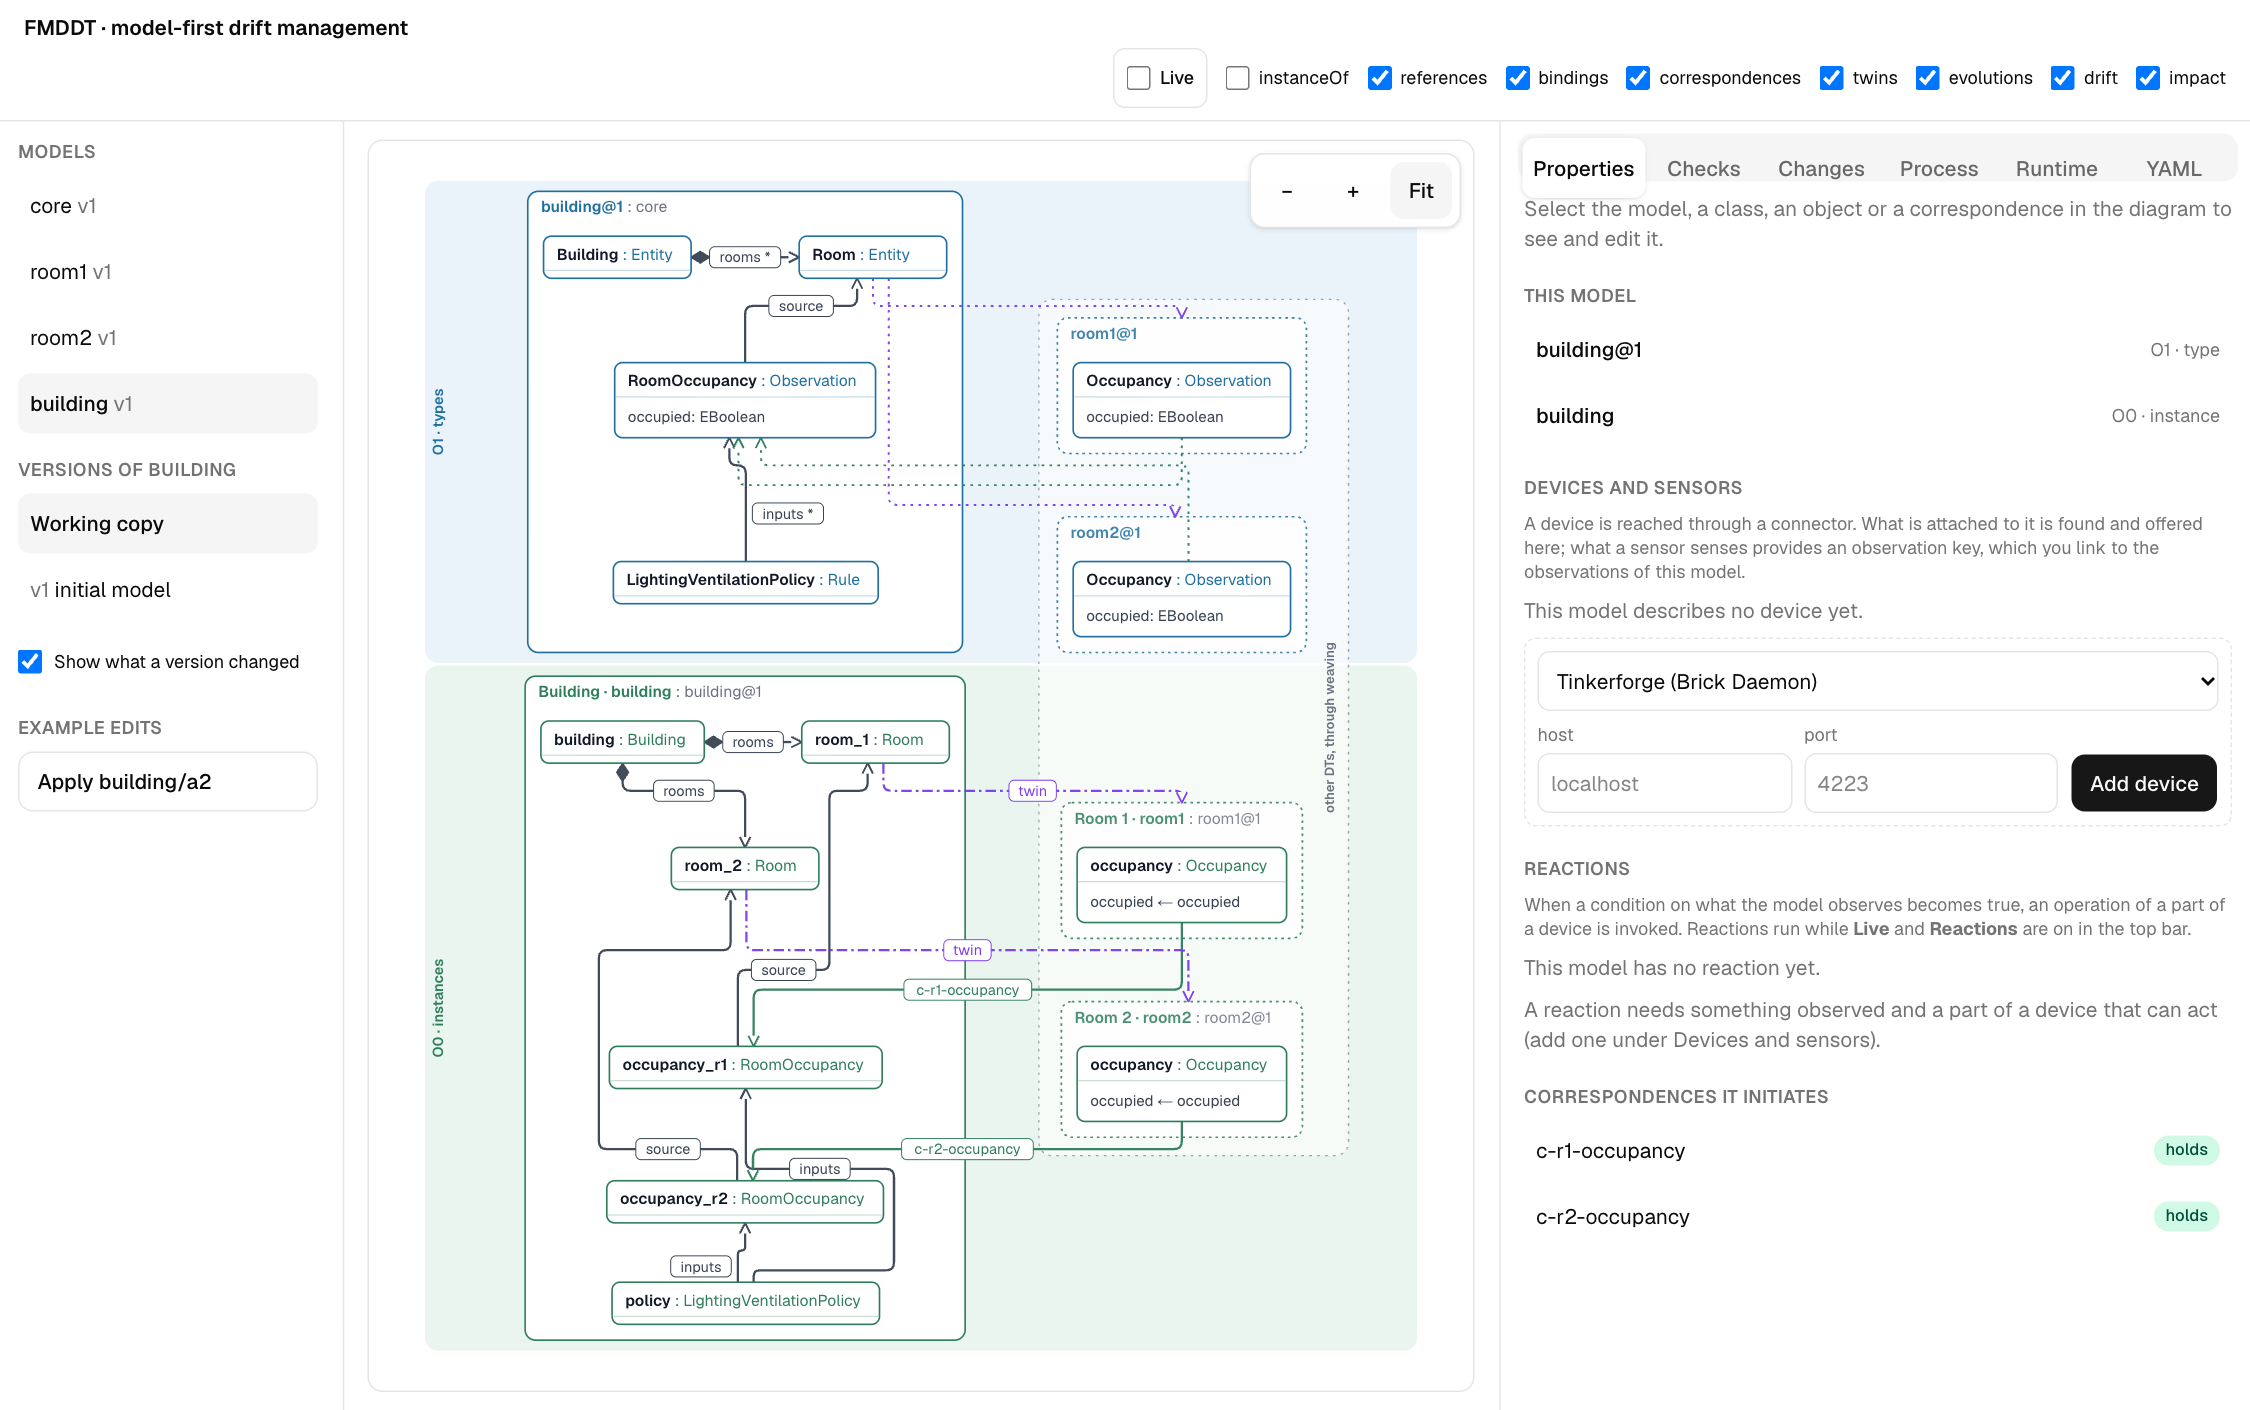 FMDDT · model-first drift management
Live
instanceOf
references
bindings
correspondences
twins
evolutions
drift
impact
MODELS
core v1
room1 v1
room2 v1
building v1
VERSIONS OF BUILDING
Working copy
v1 initial model
Show what a version changed
EXAMPLE EDITS
Apply building/a2
−
+
Fit
O1 · types
building@1 : core
Building : Entity
rooms *
Room : Entity
source
RoomOccupancy : Observation
occupied: EBoolean
inputs *
LightingVentilationPolicy : Rule
room1@1
Occupancy : Observation
occupied: EBoolean
room2@1
Occupancy : Observation
occupied: EBoolean
other DTs, through weaving
O0 · instances
Building · building : building@1
building : Building
rooms
room_1 : Room
rooms
twin
room_2 : Room
twin
source
c-r1-occupancy
occupancy_r1 : RoomOccupancy
source
c-r2-occupancy
inputs
occupancy_r2 : RoomOccupancy
inputs
policy : LightingVentilationPolicy
Room 1 · room1 : room1@1
occupancy : Occupancy
occupied ← occupied
Room 2 · room2 : room2@1
occupancy : Occupancy
occupied ← occupied
Properties
Checks
Changes
Process
Runtime
YAML
Select the model, a class, an object or a correspondence in the diagram to
see and edit it.
THIS MODEL
building@1
O1 · type
building
O0 · instance
DEVICES AND SENSORS
A device is reached through a connector. What is attached to it is found and offered
here; what a sensor senses provides an observation key, which you link to the
observations of this model.
This model describes no device yet.
Tinkerforge (Brick Daemon)
host
port
localhost
4223
Add device
REACTIONS
When a condition on what the model observes becomes true, an operation of a part of
a device is invoked. Reactions run while Live and Reactions are on in the top bar.
This model has no reaction yet.
A reaction needs something observed and a part of a device that can act
(add one under Devices and sensors).
CORRESPONDENCES IT INITIATES
c-r1-occupancy
holds
c-r2-occupancy
holds